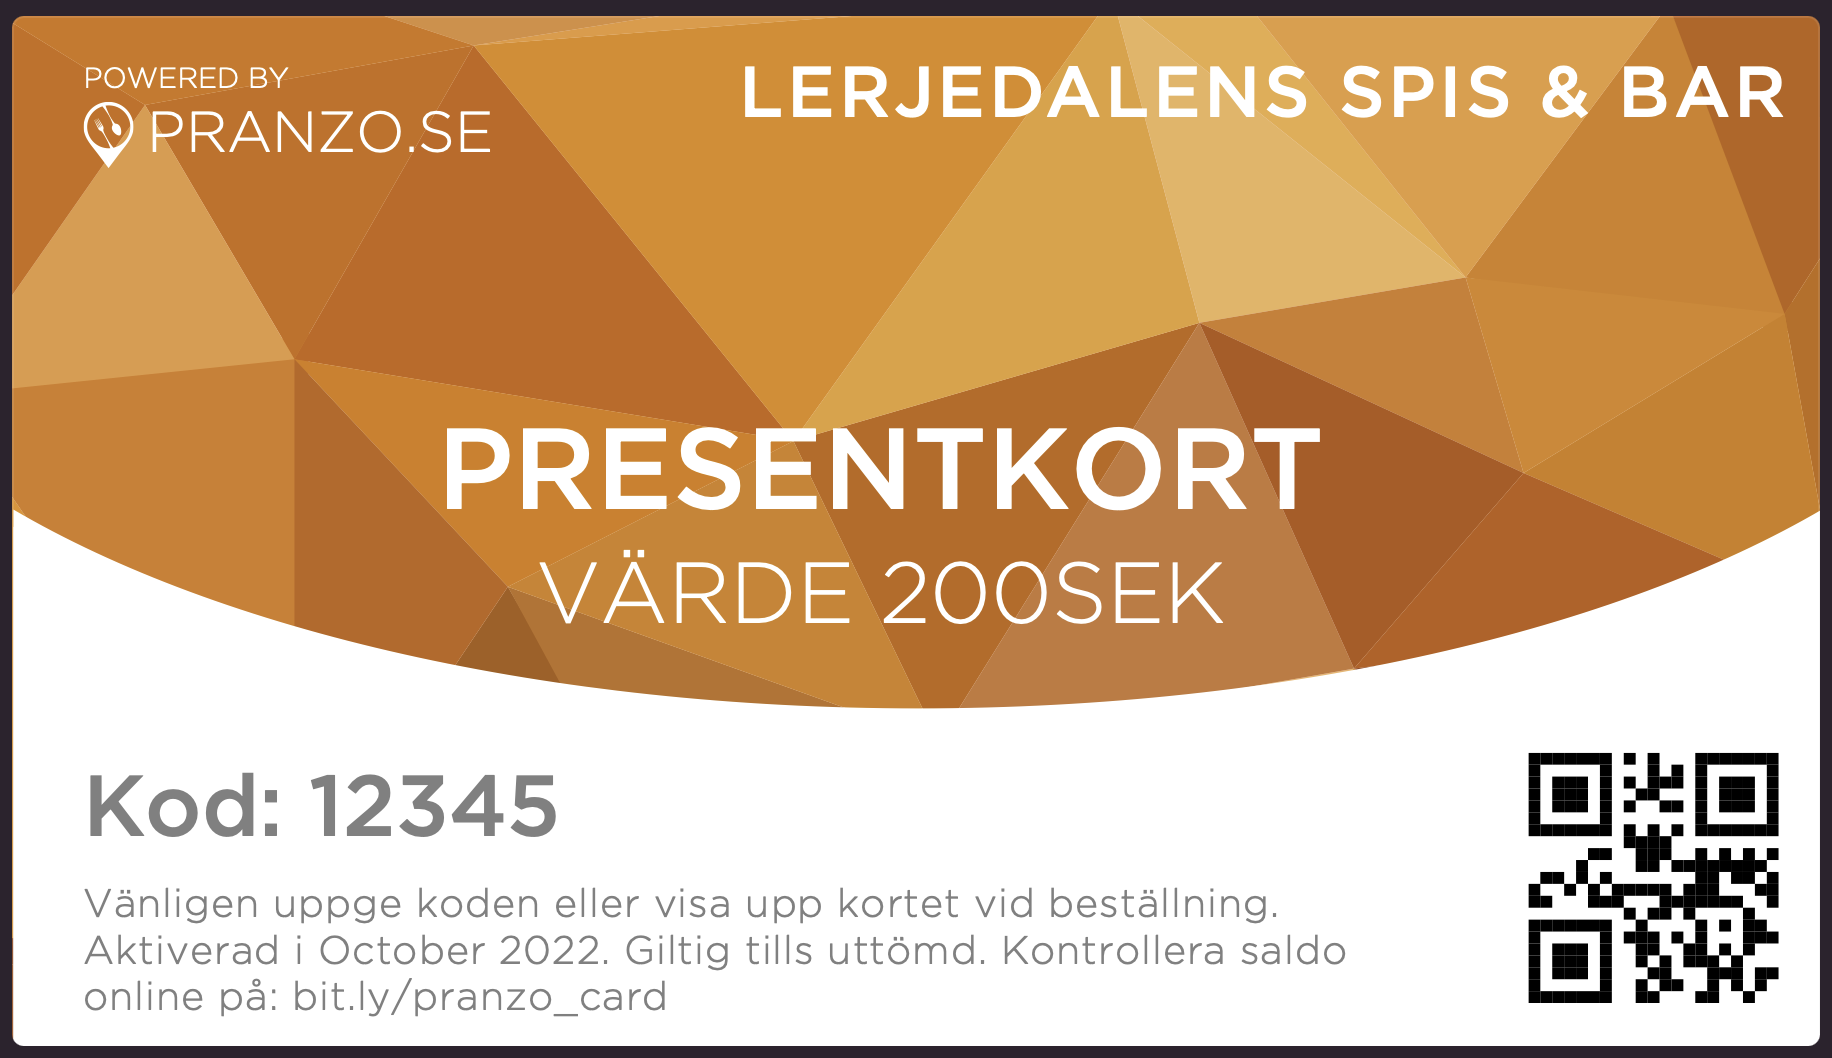 POWERED BY
PRANZO.SE
LERJEDALENS SPIS & BAR
PRESENTKORT
VÄRDE 200SEK
Kod: 12345
Vänligen uppge koden eller visa upp kortet vid beställning.
Aktiverad i October 2022. Giltig tills uttömd. Kontrollera saldo
online på: bit.ly/pranzo_card